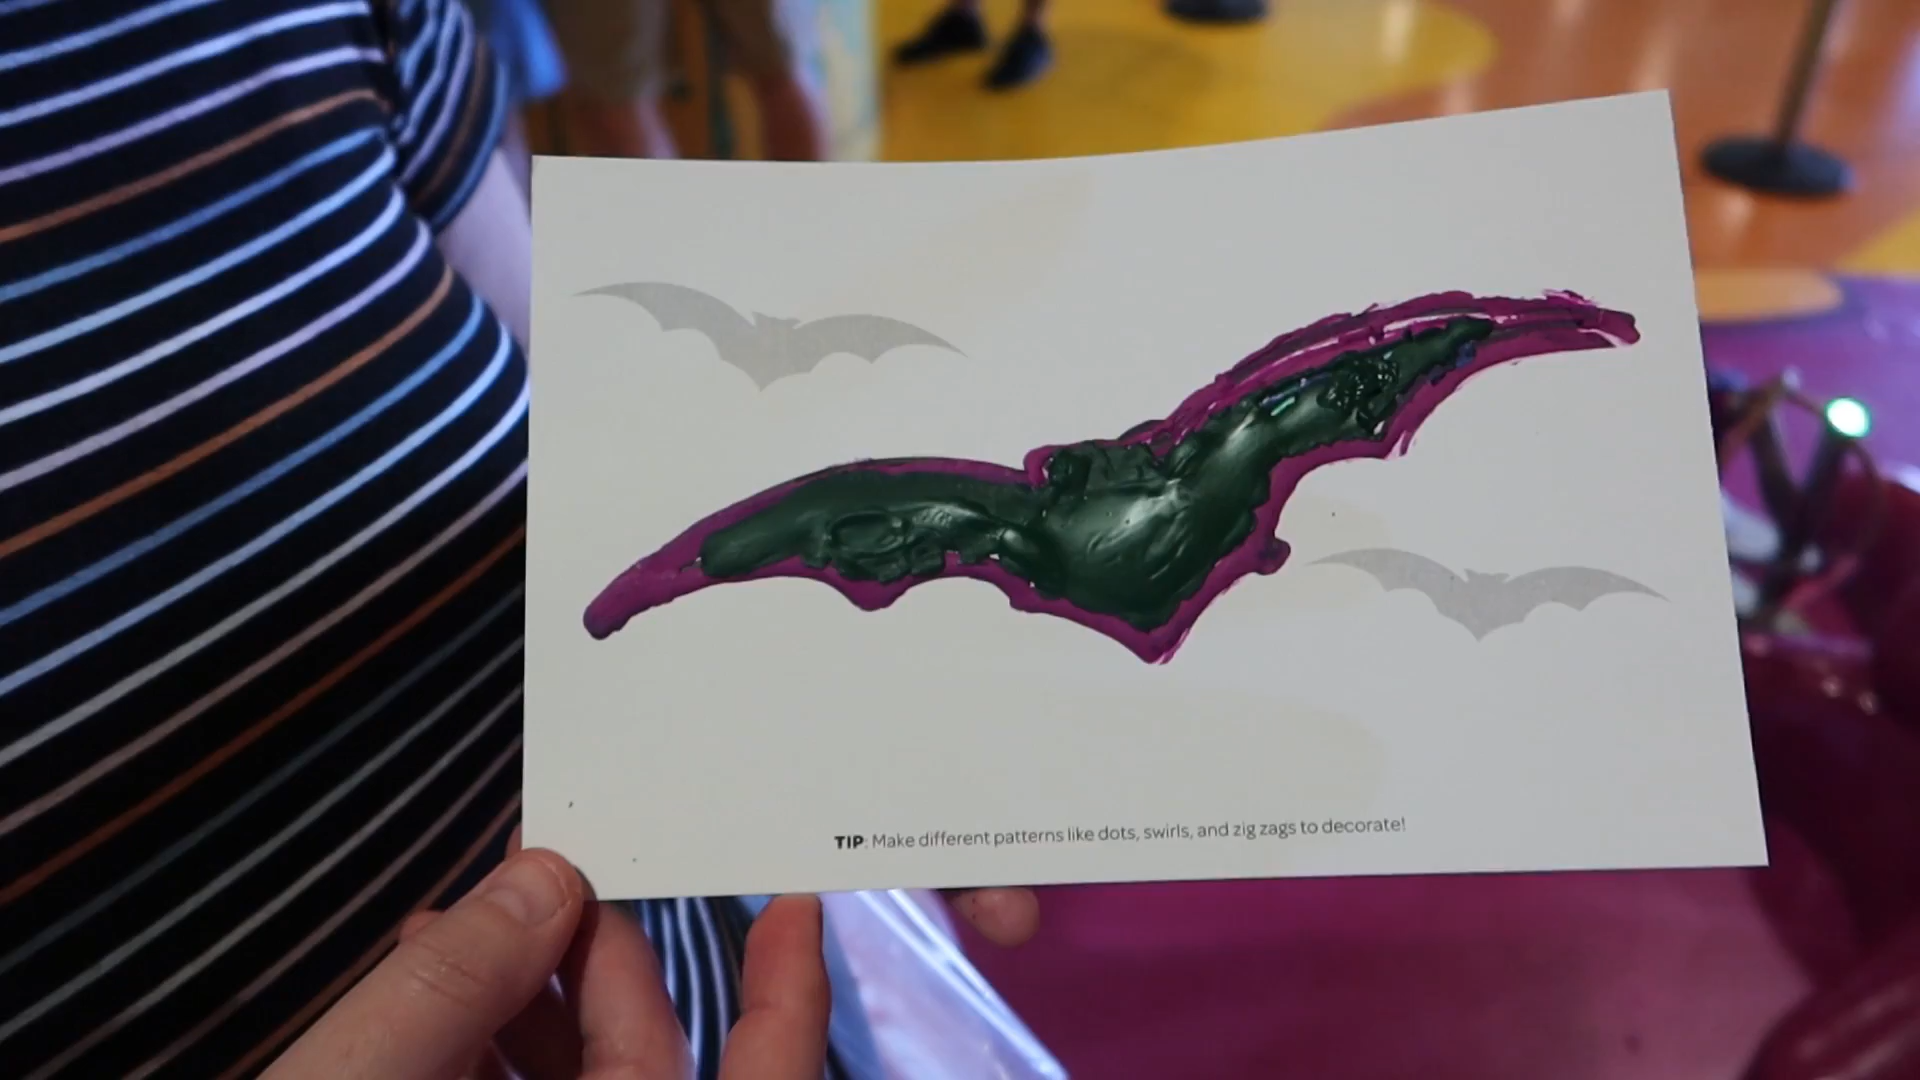 TIP: Make different patterns like dots, swirls, and zig zags to decorate!